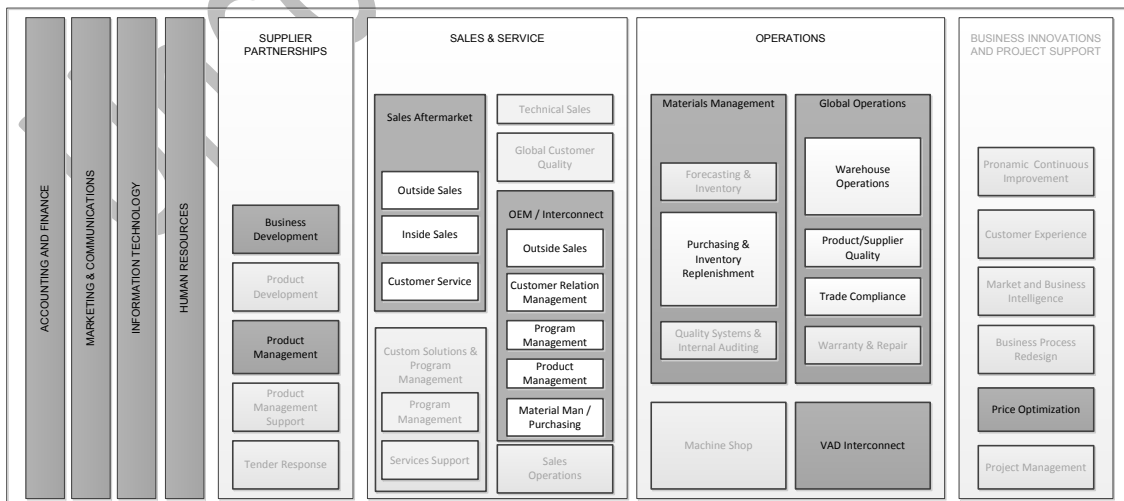 ACCOUNTING AND FINANCE
MARKETING & COMMUNICATIONS
INFORMATION TECHNOLOGY
HUMAN RESOURCES
SUPPLIER
PARTNERSHIPS
Business
Development
Product
Development
Product
Management
Product
Management
Support
Tender Response
SALES & SERVICE
Sales Aftermarket
Outside Sales
Inside Sales
Customer Service
Custom Solutions &
Program
Management
Program
Management
Services Support
Technical Sales
Global Customer
Quality
OEM / Interconnect
Outside Sales
Customer Relation
Management
Program
Management
Product
Management
Material Man /
Purchasing
Sales
Operations
OPERATIONS
Materials Management
Forecasting &
Inventory
Purchasing &
Inventory
Replenishment
Quality Systems &
Internal Auditing
Machine Shop
Global Operations
Warehouse
Operations
Product/Supplier
Quality
Trade Compliance
Warranty & Repair
VAD Interconnect
BUSINESS INNOVATIONS
AND PROJECT SUPPORT
Pronamic Continuous
Improvement
Customer Experience
Market and Business
Intelligence
Business Process
Redesign
Price Optimization
Project Management